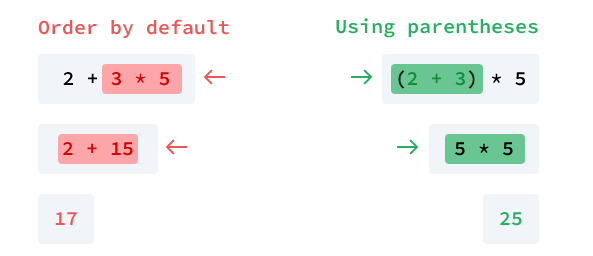 Order by default
2 + 3 * 5
2 + 15
17
Using parentheses
(2 + 3) * 5
5 * 5
25